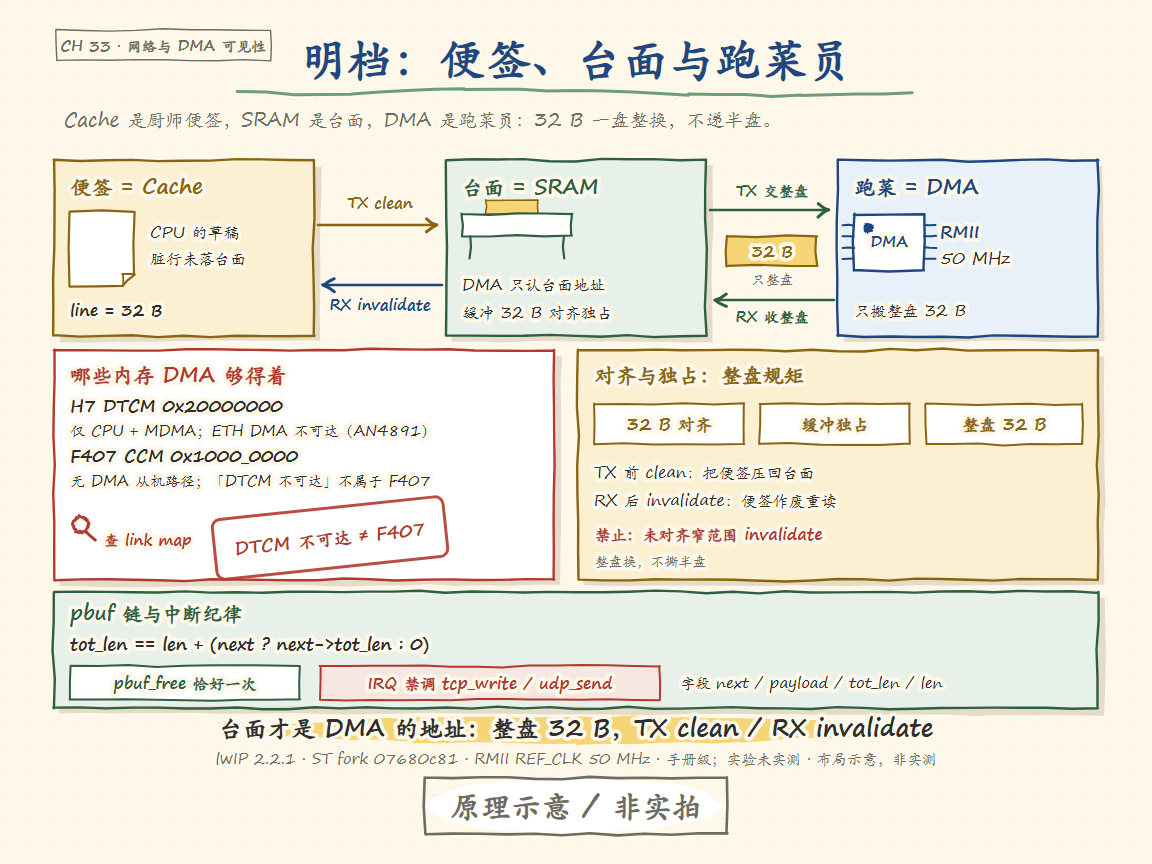 CH 33 · 网络与 DMA 可见性
明档：便签、台面与跑菜员
Cache 是厨师便签，SRAM 是台面，DMA 是跑菜员：32 B 一盘整换，不递半盘。
便签 = Cache
CPU 的草稿
脏行未落台面
line = 32 B
TX clean
RX invalidate
台面 = SRAM
DMA 只认台面地址
缓冲 32 B 对齐独占
TX 交整盘
32 B
只整盘
RX 收整盘
跑菜 = DMA
DMA
RMII
50 MHz
只搬整盘 32 B
哪些内存 DMA 够得着
H7 DTCM 0x20000000
仅 CPU + MDMA；ETH DMA 不可达（AN4891）
F407 CCM 0x1000_0000
无 DMA 从机路径；「DTCM 不可达」不属于 F407
查 link map
DTCM 不可达 ≠ F407
对齐与独占：整盘规矩
32 B 对齐
缓冲独占
整盘 32 B
TX 前 clean：把便签压回台面
RX 后 invalidate：便签作废重读
禁止：未对齐窄范围 invalidate
整盘换，不撕半盘
pbuf 链与中断纪律
tot_len == len + (next ? next->tot_len : 0)
pbuf_free 恰好一次
IRQ 禁调 tcp_write / udp_send
字段 next / payload / tot_len / len
台面才是 DMA 的地址：整盘 32 B，TX clean / RX invalidate
lwIP 2.2.1 · ST fork 07680c81 · RMII REF_CLK 50 MHz · 手册级；实验未实测 · 布局示意，非实测
原理示意 / 非实拍